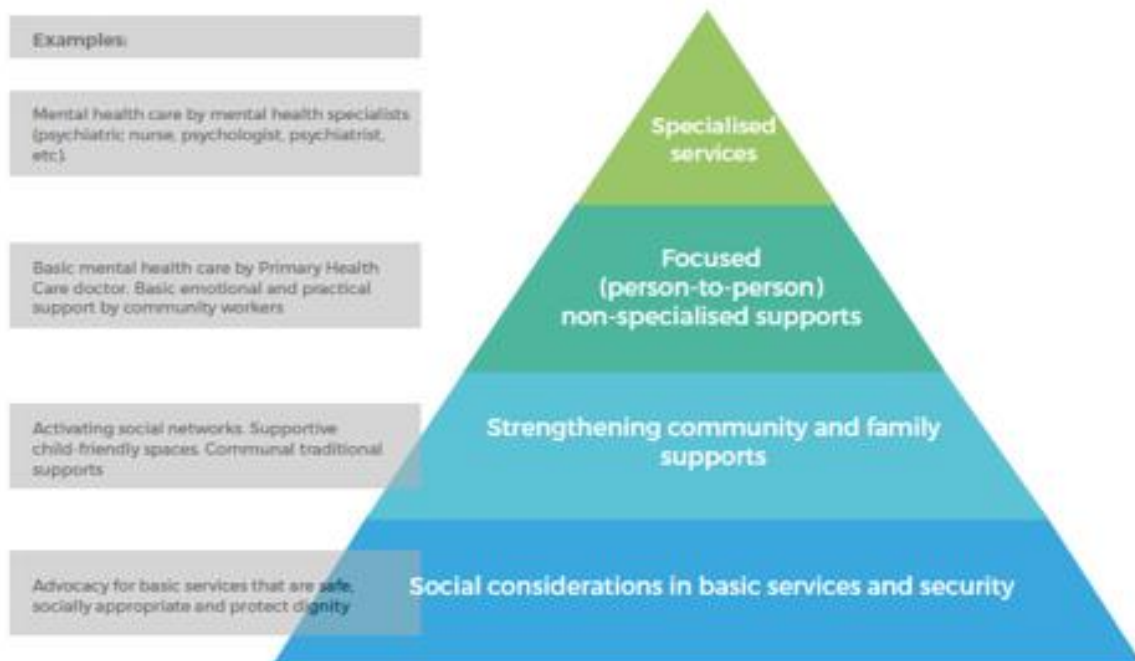 Examples:
Mental health care by mental health specialists
(psychiatric nurse, psychologist, psychiatrist,
etc).
Specialised
services
Basic mental health care by Primary Health
Care doctor. Basic emotional and practical
support by community workers
Focused
(person-to-person)
non-specialised supports
Activating social networks. Supportive
child-friendly spaces. Communal traditional
supports
Strengthening community and family
supports
Advocacy for basic services that are safe,
socially appropriate and protect dignity
Social considerations in basic services and security